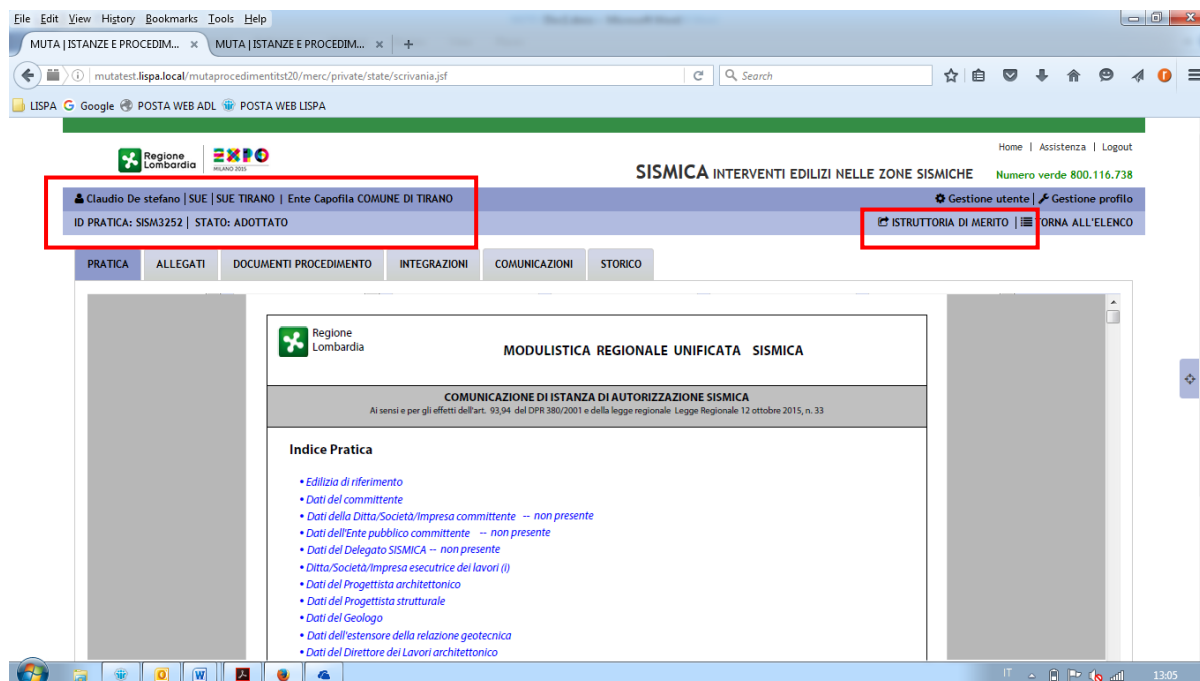 File Edit View History Bookmarks Tools Help
MUTA | ISTANZE E PROCEDIM... × MUTA | ISTANZE E PROCEDIM... × +
mutatest.lispa.local/mutaprocedimentitst20/merc/private/state/scrivania.jsf Search
LISPA Google POSTA WEB ADL POSTA WEB LISPA
Home | Assistenza | Logout
Regione Lombardia EXPO MILANO 2015
SISMICA INTERVENTI EDILIZI NELLE ZONE SISMICHE Numero verde 800.116.738
Claudio De stefano | SUE | SUE TIRANO | Ente Capofila COMUNE DI TIRANO Gestione utente | Gestione profilo
ID PRATICA: SISM3252 | STATO: ADOTTATO ISTRUTTORIA DI MERITO | TORNA ALL'ELENCO
PRATICA ALLEGATI DOCUMENTI PROCEDIMENTO INTEGRAZIONI COMUNICAZIONI STORICO
Regione
Lombardia
MODULISTICA REGIONALE UNIFICATA SISMICA
COMUNICAZIONE DI ISTANZA DI AUTORIZZAZIONE SISMICA
Ai sensi e per gli effetti dell'art. 93,94 del DPR 380/2001 e della legge regionale Legge Regionale 12 ottobre 2015, n. 33
Indice Pratica
• Edilizia di riferimento
• Dati del committente
• Dati della Ditta/Società/Impresa committente -- non presente
• Dati dell'Ente pubblico committente -- non presente
• Dati del Delegato SISMICA -- non presente
• Ditta/Società/Impresa esecutrice dei lavori (i)
• Dati del Progettista architettonico
• Dati del Progettista strutturale
• Dati del Geologo
• Dati dell'estensore della relazione geotecnica
• Dati del Direttore dei Lavori architettonico
IT 13:05